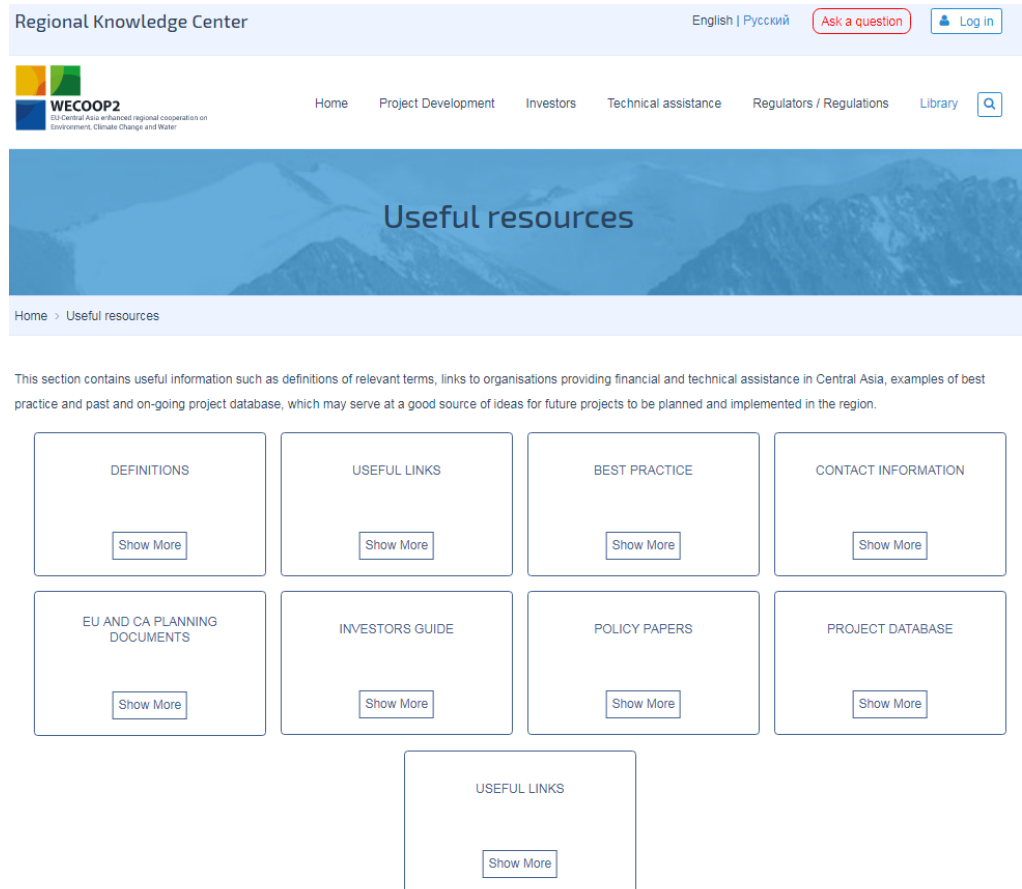 Regional Knowledge Center
English | Русский
Ask a question
Log in
WECOOP2
EU-Central Asia enhanced regional cooperation on
Environment, Climate Change and Water
Home
Project Development
Investors
Technical assistance
Regulators / Regulations
Library
Useful resources
Home > Useful resources
This section contains useful information such as definitions of relevant terms, links to organisations providing financial and technical assistance in Central Asia, examples of best
practice and past and on-going project database, which may serve at a good source of ideas for future projects to be planned and implemented in the region.
DEFINITIONS
Show More
USEFUL LINKS
Show More
BEST PRACTICE
Show More
CONTACT INFORMATION
Show More
EU AND CA PLANNING
DOCUMENTS
Show More
INVESTORS GUIDE
Show More
POLICY PAPERS
Show More
PROJECT DATABASE
Show More
USEFUL LINKS
Show More